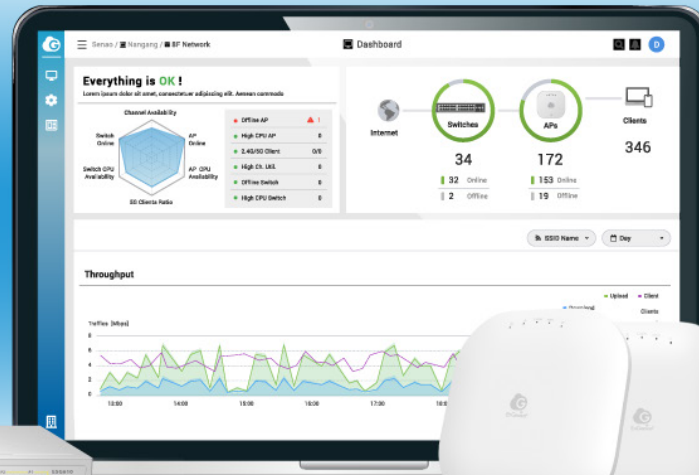 Senao / Nangang / 8F Network
Dashboard
D
Everything is OK !
Lorem ipsum dolor sit amet, consectetuer adipiscing elit. Aenean commodo
Channel Availability
Switch Online
AP Online
Switch CPU Availability
AP CPU Availability
5G Clients Ratio
Offline AP 1
High CPU AP 0
2.4G/5G Client 0/0
High Ch. Util. 0
Offline Switch 0
High CPU Switch 0
Internet
Switches
34
32 Online
2 Offline
APs
172
153 Online
19 Offline
Clients
346
SSID Name
Day
Throughput
Upload
Client
Clients
Traffics (Mbps)
8
6
4
2
0
13:00 14:00 15:00 16:00 17:00